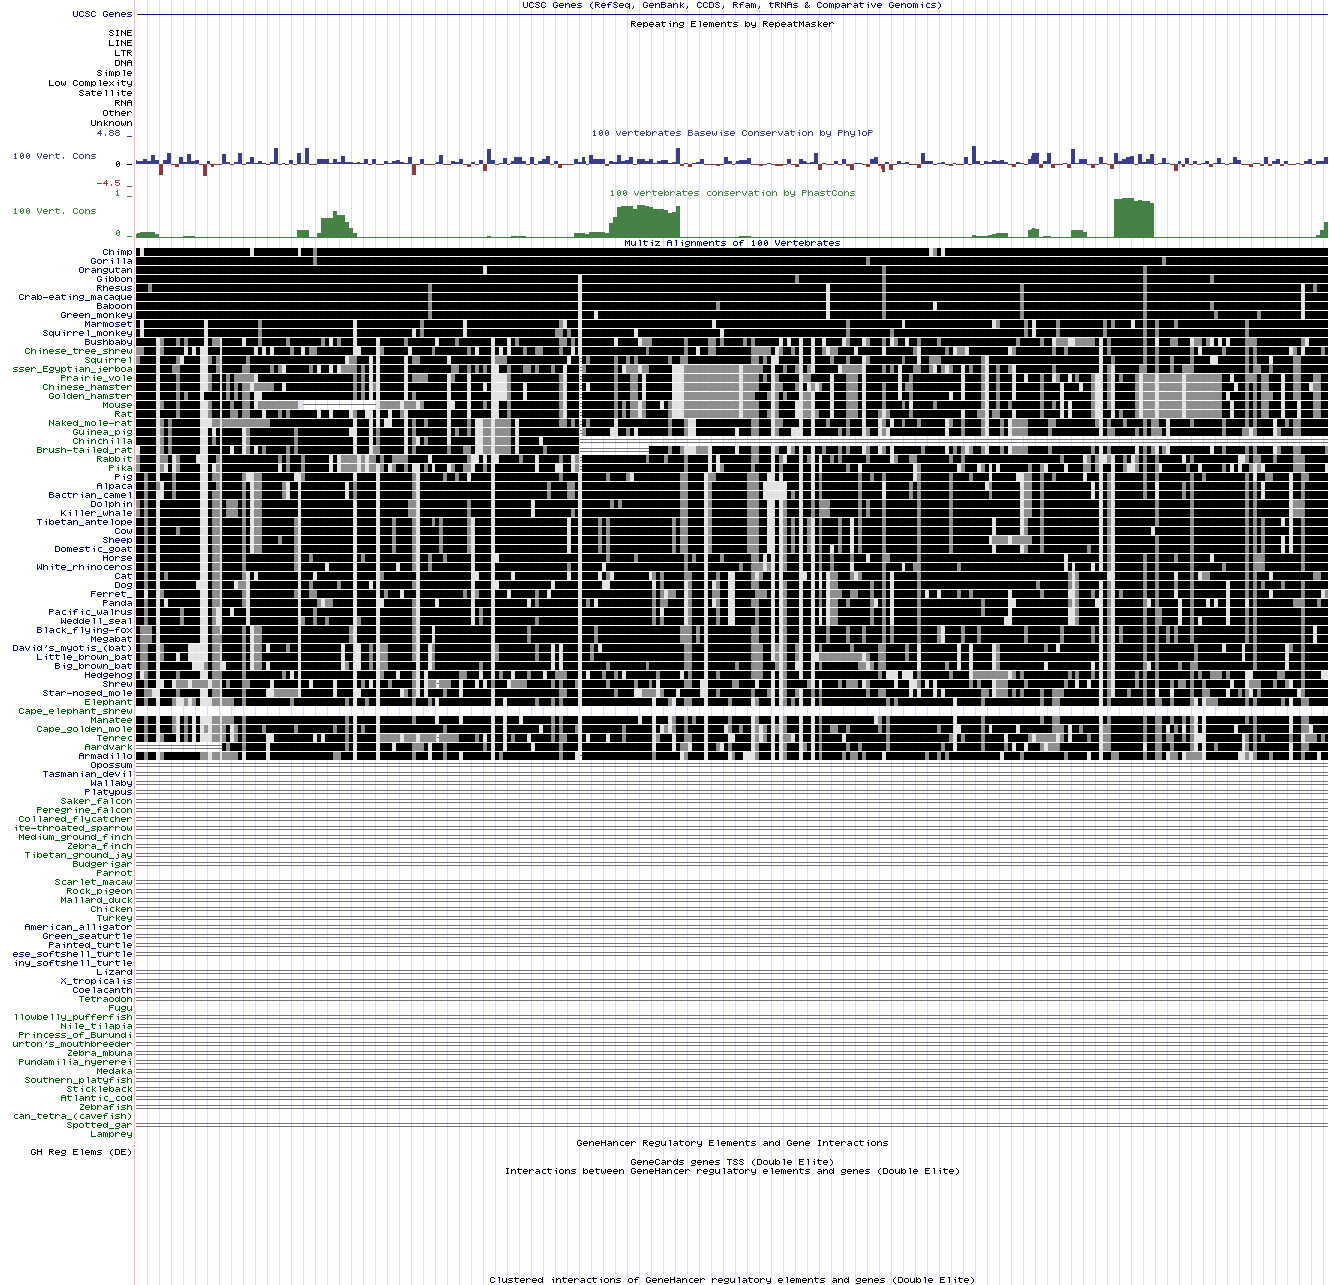 UCSC Genes (RefSeq, GenBank, CCDS, Rfam, tRNAs & Comparative Genomics)
UCSC Genes
Repeating Elements by RepeatMasker
SINE
LINE
LTR
DNA
Simple
Low Complexity
Satellite
RNA
Other
Unknown
4.88 _
100 vertebrates Basewise Conservation by PhyloP
100 Vert. Cons
0 _
-4.5 _
1 _
100 vertebrates conservation by PhastCons
100 Vert. Cons
0 _
Multiz Alignments of 100 Vertebrates
Chimp
Gorilla
Orangutan
Gibbon
Rhesus
Crab-eating_macaque
Baboon
Green_monkey
Marmoset
Squirrel_monkey
Bushbaby
Chinese_tree_shrew
Squirrel
sser_Egyptian_jerboa
Prairie_vole
Chinese_hamster
Golden_hamster
Mouse
Rat
Naked_mole-rat
Guinea_pig
Chinchilla
Brush-tailed_rat
Rabbit
Pika
Pig
Alpaca
Bactrian_camel
Dolphin
Killer_whale
Tibetan_antelope
Cow
Sheep
Domestic_goat
Horse
White_rhinoceros
Cat
Dog
Ferret_
Panda
Pacific_walrus
Weddell_seal
Black_flying-fox
Megabat
David's_myotis_(bat)
Little_brown_bat
Big_brown_bat
Hedgehog
Shrew
Star-nosed_mole
Elephant
Cape_elephant_shrew
Manatee
Cape_golden_mole
Tenrec
Aardvark
Armadillo
Opossum
Tasmanian_devil
Wallaby
Platypus
Saker_falcon
Peregrine_falcon
Collared_flycatcher
ite-throated_sparrow
Medium_ground_finch
Zebra_finch
Tibetan_ground_jay
Budgerigar
Parrot
Scarlet_macaw
Rock_pigeon
Mallard_duck
Chicken
Turkey
American_alligator
Green_seaturtle
Painted_turtle
ese_softshell_turtle
iny_softshell_turtle
Lizard
X_tropicalis
Coelacanth
Tetraodon
Fugu
llowbelly_pufferfish
Nile_tilapia
Princess_of_Burundi
urton's_mouthbreeder
Zebra_mbuna
Pundamilia_nyererei
Medaka
Southern_platyfish
Stickleback
Atlantic_cod
Zebrafish
can_tetra_(cavefish)
Spotted_gar
Lamprey
GeneHancer Regulatory Elements and Gene Interactions
GH Reg Elems (DE)
GeneCards genes TSS (Double Elite)
Interactions between GeneHancer regulatory elements and genes (Double Elite)
Clustered interactions of GeneHancer regulatory elements and genes (Double Elite)